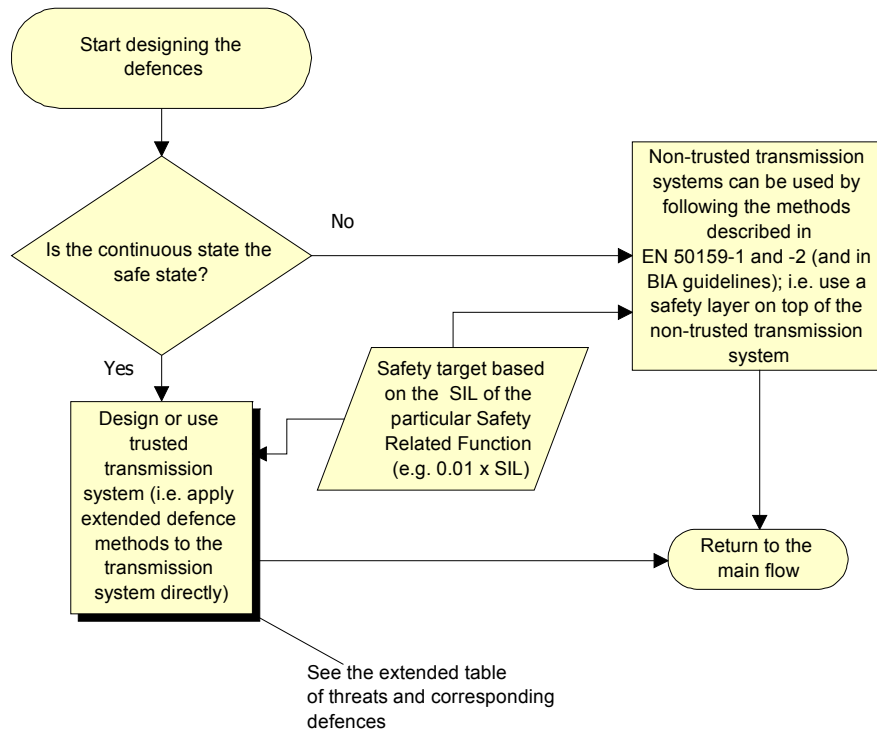 Start designing the
defences
Is the continuous state the
safe state?
No
Yes
Non-trusted transmission
systems can be used by
following the methods
described in
EN 50159-1 and -2 (and in
BIA guidelines); i.e. use a
safety layer on top of the
non-trusted transmission
system
Safety target based
on the SIL of the
particular Safety
Related Function
(e.g. 0.01 x SIL)
Design or use
trusted
transmission
system (i.e. apply
extended defence
methods to the
transmission
system directly)
Return to the
main flow
See the extended table
of threats and corresponding
defences